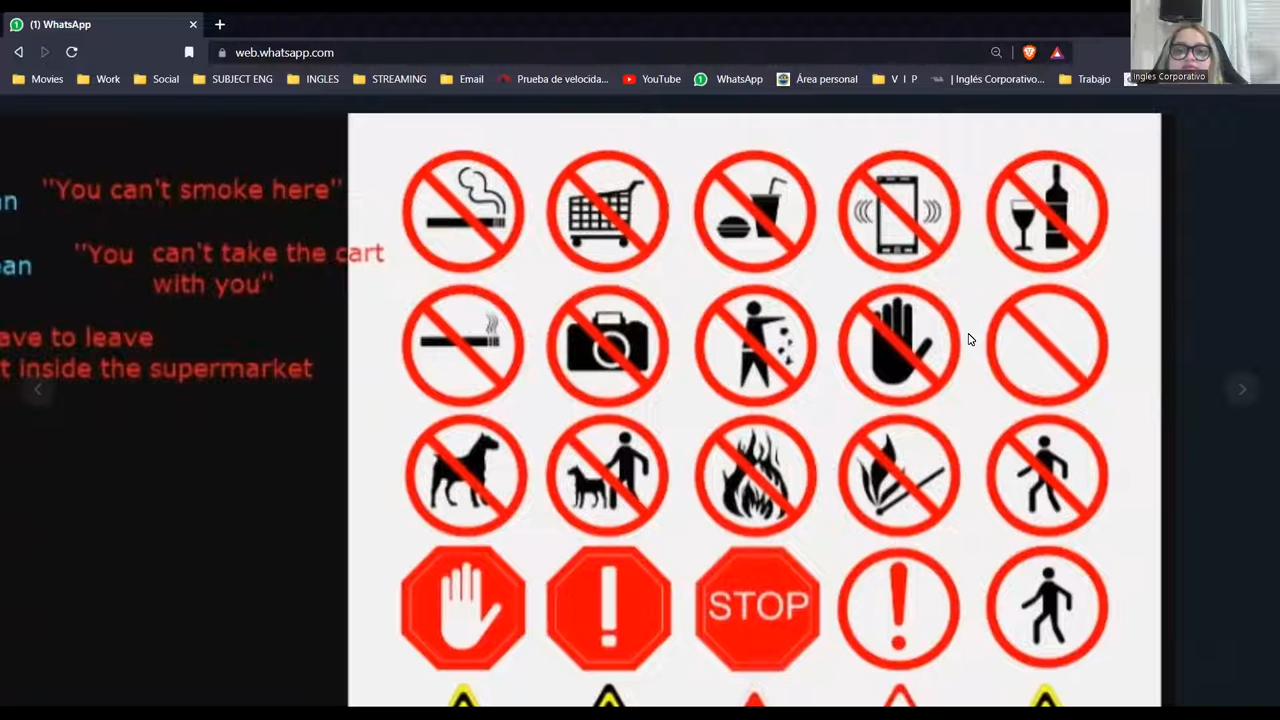 (1) WhatsApp
web.whatsapp.com
Movies Work Social SUBJECT ENG INGLES STREAMING Email Prueba de velocida... YouTube WhatsApp Área personal V I P | Inglés Corporativo... Trabajo
Ingles Corporativo
"You can't smoke here"
an
"You can't take the cart
ean
with you"
ave to leave
t inside the supermarket
STOP